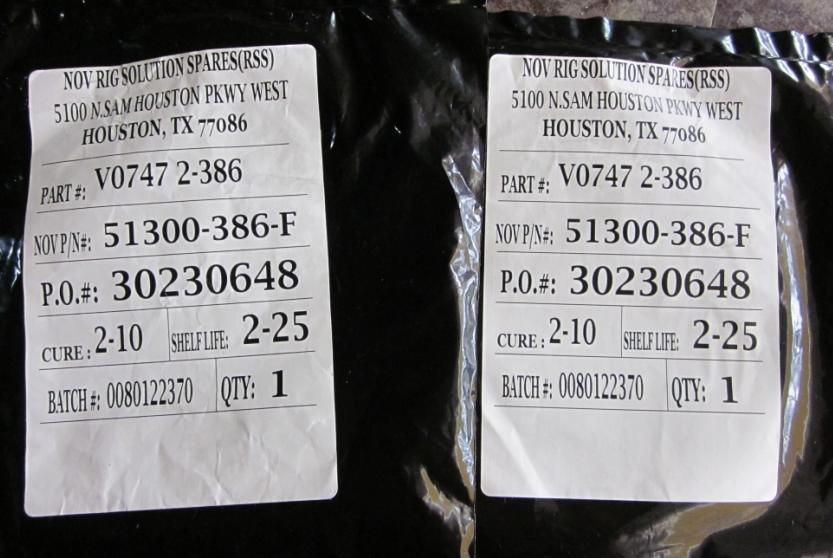 NOV RIG SOLUTION SPARES(RSS)
5100 N.SAM HOUSTON PKWY WEST
HOUSTON, TX 77086
PART #: V0747 2-386
NOV P/N#: 51300-386-F
P.O.#: 30230648
CURE : 2-10 SHELF LIFE: 2-25
BATCH #: 0080122370 QTY: 1
NOV RIG SOLUTION SPARES(RSS)
5100 N.SAM HOUSTON PKWY WEST
HOUSTON, TX 77086
PART #: V0747 2-386
NOV P/N#: 51300-386-F
P.O.#: 30230648
CURE : 2-10 SHELF LIFE: 2-25
BATCH #: 0080122370 QTY: 1